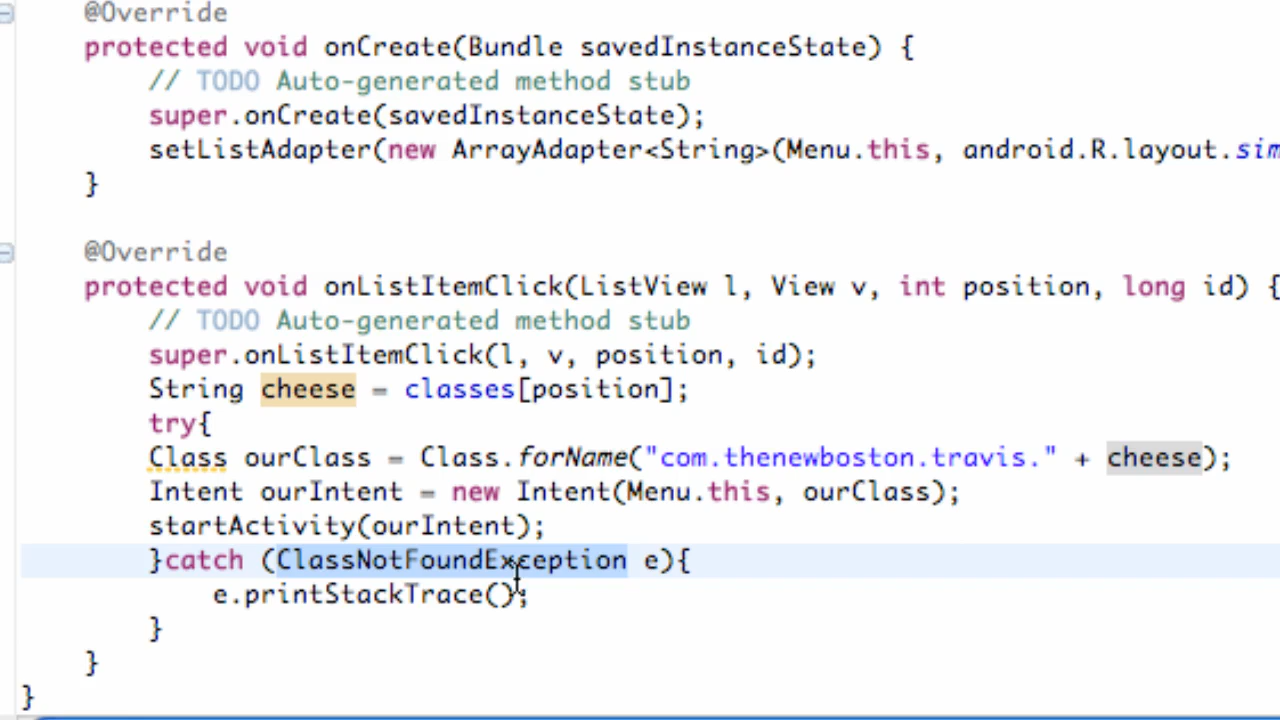 @Override
protected void onCreate(Bundle savedInstanceState) {
// TODO Auto-generated method stub
super.onCreate(savedInstanceState);
setListAdapter(new ArrayAdapter<String>(Menu.this, android.R.layout.sim
}
@Override
protected void onListItemClick(ListView l, View v, int position, long id) {
// TODO Auto-generated method stub
super.onListItemClick(l, v, position, id);
String cheese = classes[position];
try{
Class ourClass = Class.forName("com.thenewboston.travis." + cheese);
Intent ourIntent = new Intent(Menu.this, ourClass);
startActivity(ourIntent);
}catch (ClassNotFoundException e){
e.printStackTrace();
}
}
}